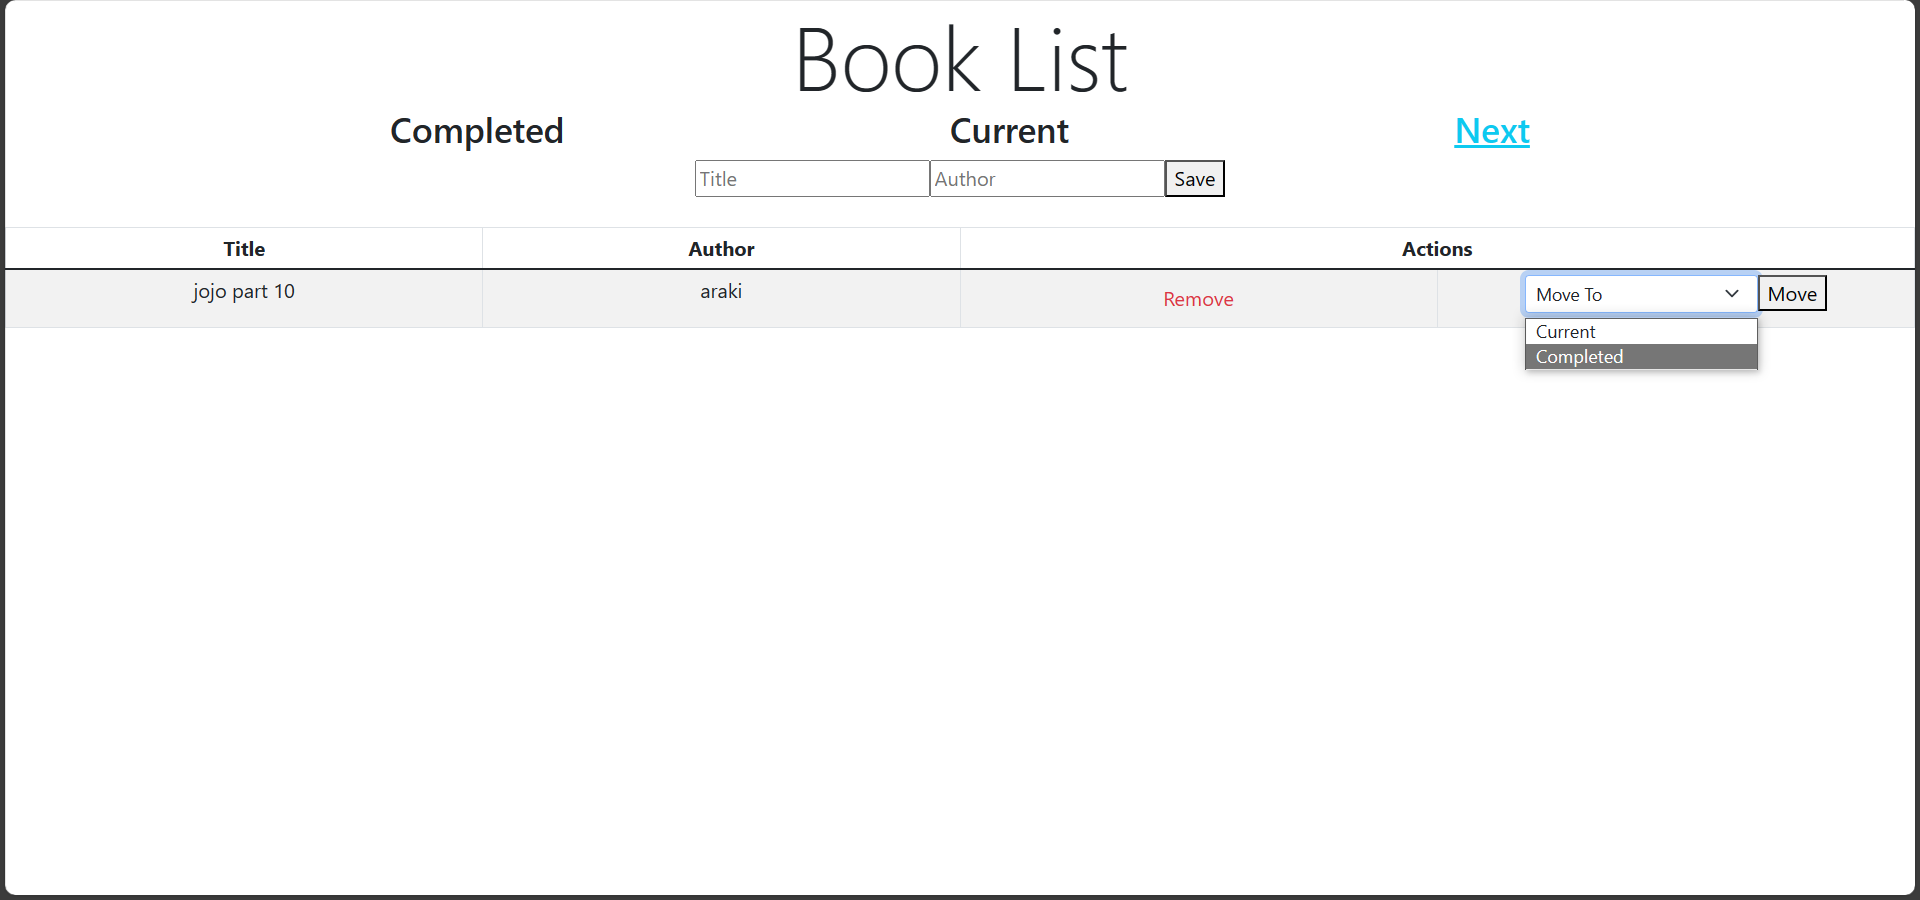 Book List
Completed Current Next
Title Author Save
Title Author Actions
jojo part 10 araki Remove Move To Move
Current
Completed